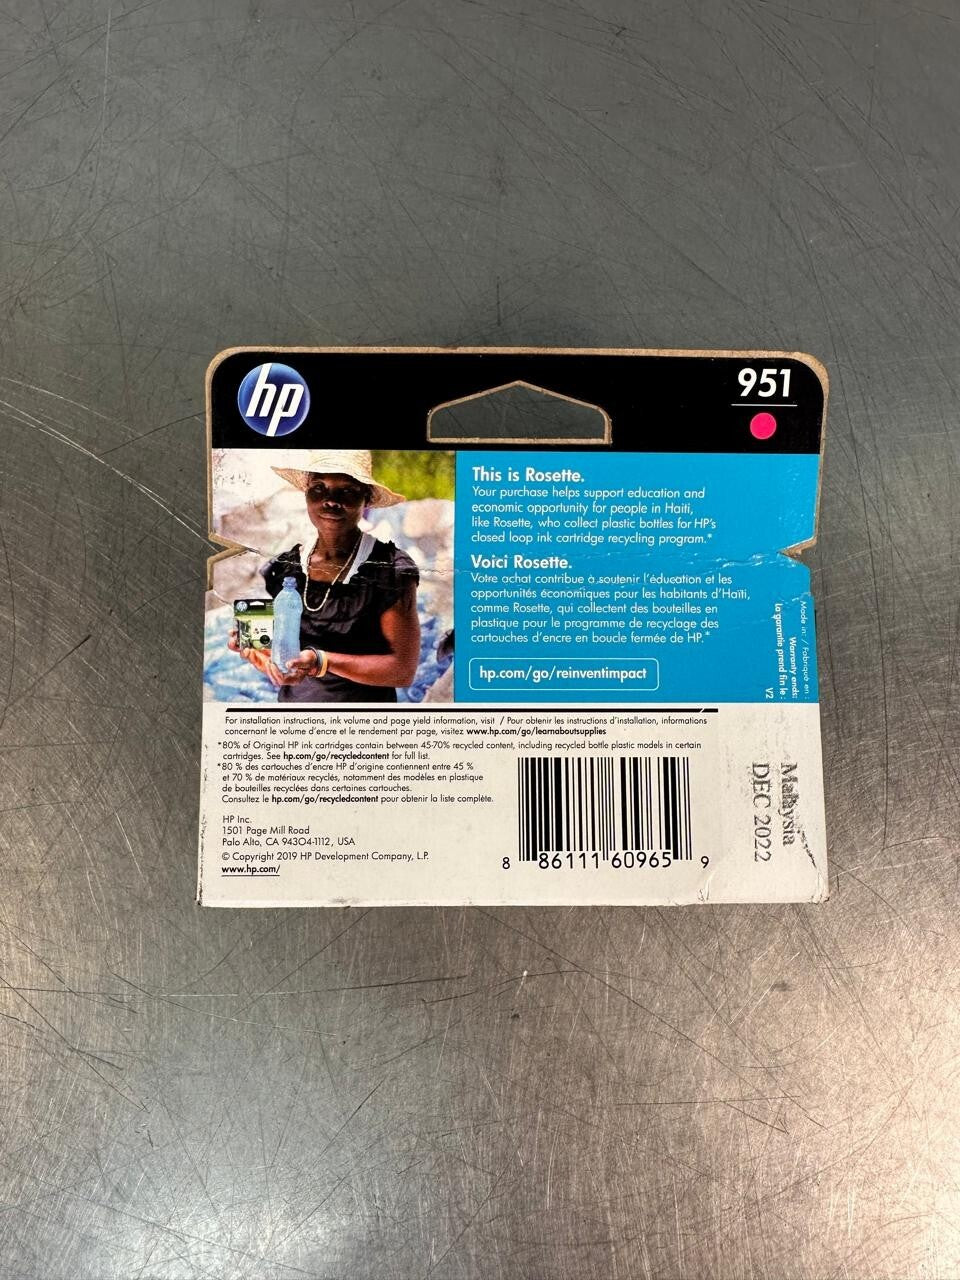 hp
951
This is Rosette.
Your purchase helps support education and
economic opportunity for people in Haiti,
like Rosette, who collect plastic bottles for HP's
closed loop ink cartridge recycling program.*
Voici Rosette.
Votre achat contribue à soutenir l'éducation et les
opportunités économiques pour les habitants d'Haïti,
comme Rosette, qui collectent des bouteilles en
plastique pour le programme de recyclage des
cartouches d'encre en boucle fermée de HP.*
hp.com/go/reinventimpact
Made in: / Fabriqué en :
Warranty ends:
la garantie prend fin le :
V2
For installation instructions, ink volume and page yield information, visit / Pour obtenir les instructions d'installation, informations
concernant le volume d'encre et le rendement par page, visitez www.hp.com/go/learnaboutsupplies
*80% of Original HP ink cartridges contain between 45-70% recycled content, including recycled bottle plastic models in certain
cartridges. See hp.com/go/recycledcontent for full list.
*80 % des cartouches d'encre HP d'origine contiennent entre 45 %
et 70 % de matériaux recyclés, notamment des modèles en plastique
de bouteilles recyclées dans certaines cartouches.
Consultez le hp.com/go/recycledcontent pour obtenir la liste complète.
HP Inc.
1501 Page Mill Road
Palo Alto, CA 94304-1112, USA
© Copyright 2019 HP Development Company, L.P.
www.hp.com/
8 86111 60965 9
Malaysia
DEC 2022